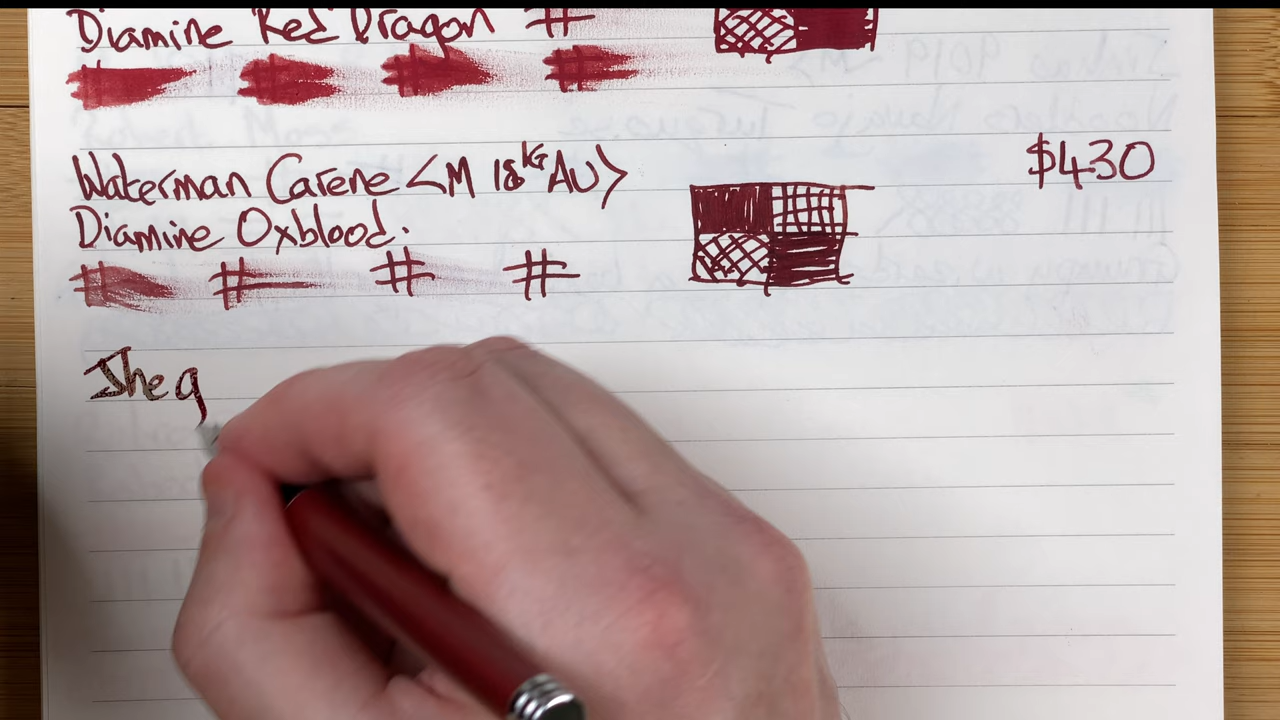 Diamine Red Dragon #
# # # #
Waterman Carene <M 18KG AU> $430
Diamine Oxblood.
# # # #
The q